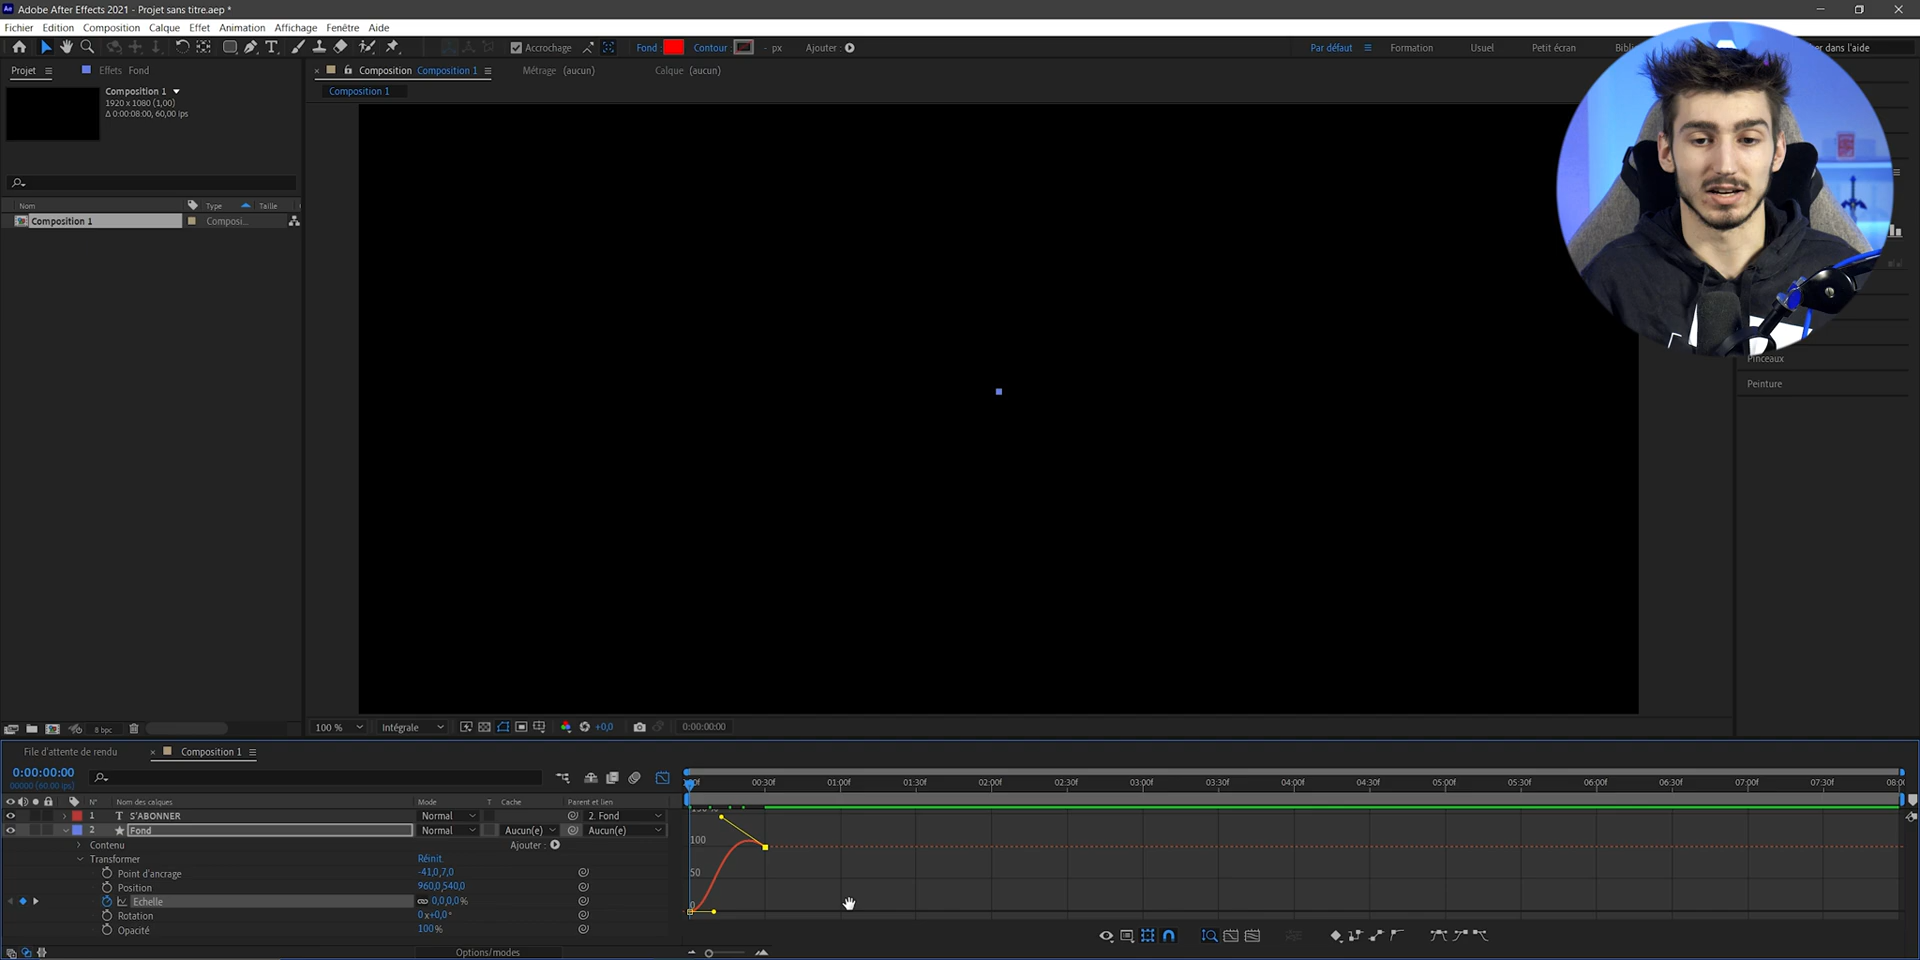 Adobe After Effects 2021 - Projet sans titre.aep *
Fichier Edition Composition Calque Effet Animation Affichage Fenêtre Aide
Accrochage Fond : Contour : - px Ajouter : Par défaut Formation Usuel Petit écran er dans l'aide
Projet Effets Fond Composition Composition 1 Métrage (aucun) Calque (aucun)
Composition 1
Composition 1
1920 x 1080 (1,00)
Δ 0:00:08:00, 60,00 ips
Nom Type Taille
Composition 1 Composi...
Pinceaux
Peinture
8 bpc 100 % Intégrale +0,0 0:00:00:00
File d'attente de rendu Composition 1
0:00:00:00
00000 (60.00 ips)
00:30f 01:00f 01:30f 02:00f 02:30f 03:00f 03:30f 04:00f 04:30f 05:00f 05:30f 06:00f 06:30f 07:00f 07:30f
N° Nom des calques Mode T Cache Parent et lien
1 T S'ABONNER Normal 2. Fond
2 Fond Normal Aucun(e) Aucun(e)
100
Contenu Ajouter :
Transformer Réinit.
Point d'ancrage -41,0,7,0
50
Position 960,0,540,0
Echelle 0,0,0,0 %
0
Rotation 0 x+0,0 °
Opacité 100 %
Options/modes